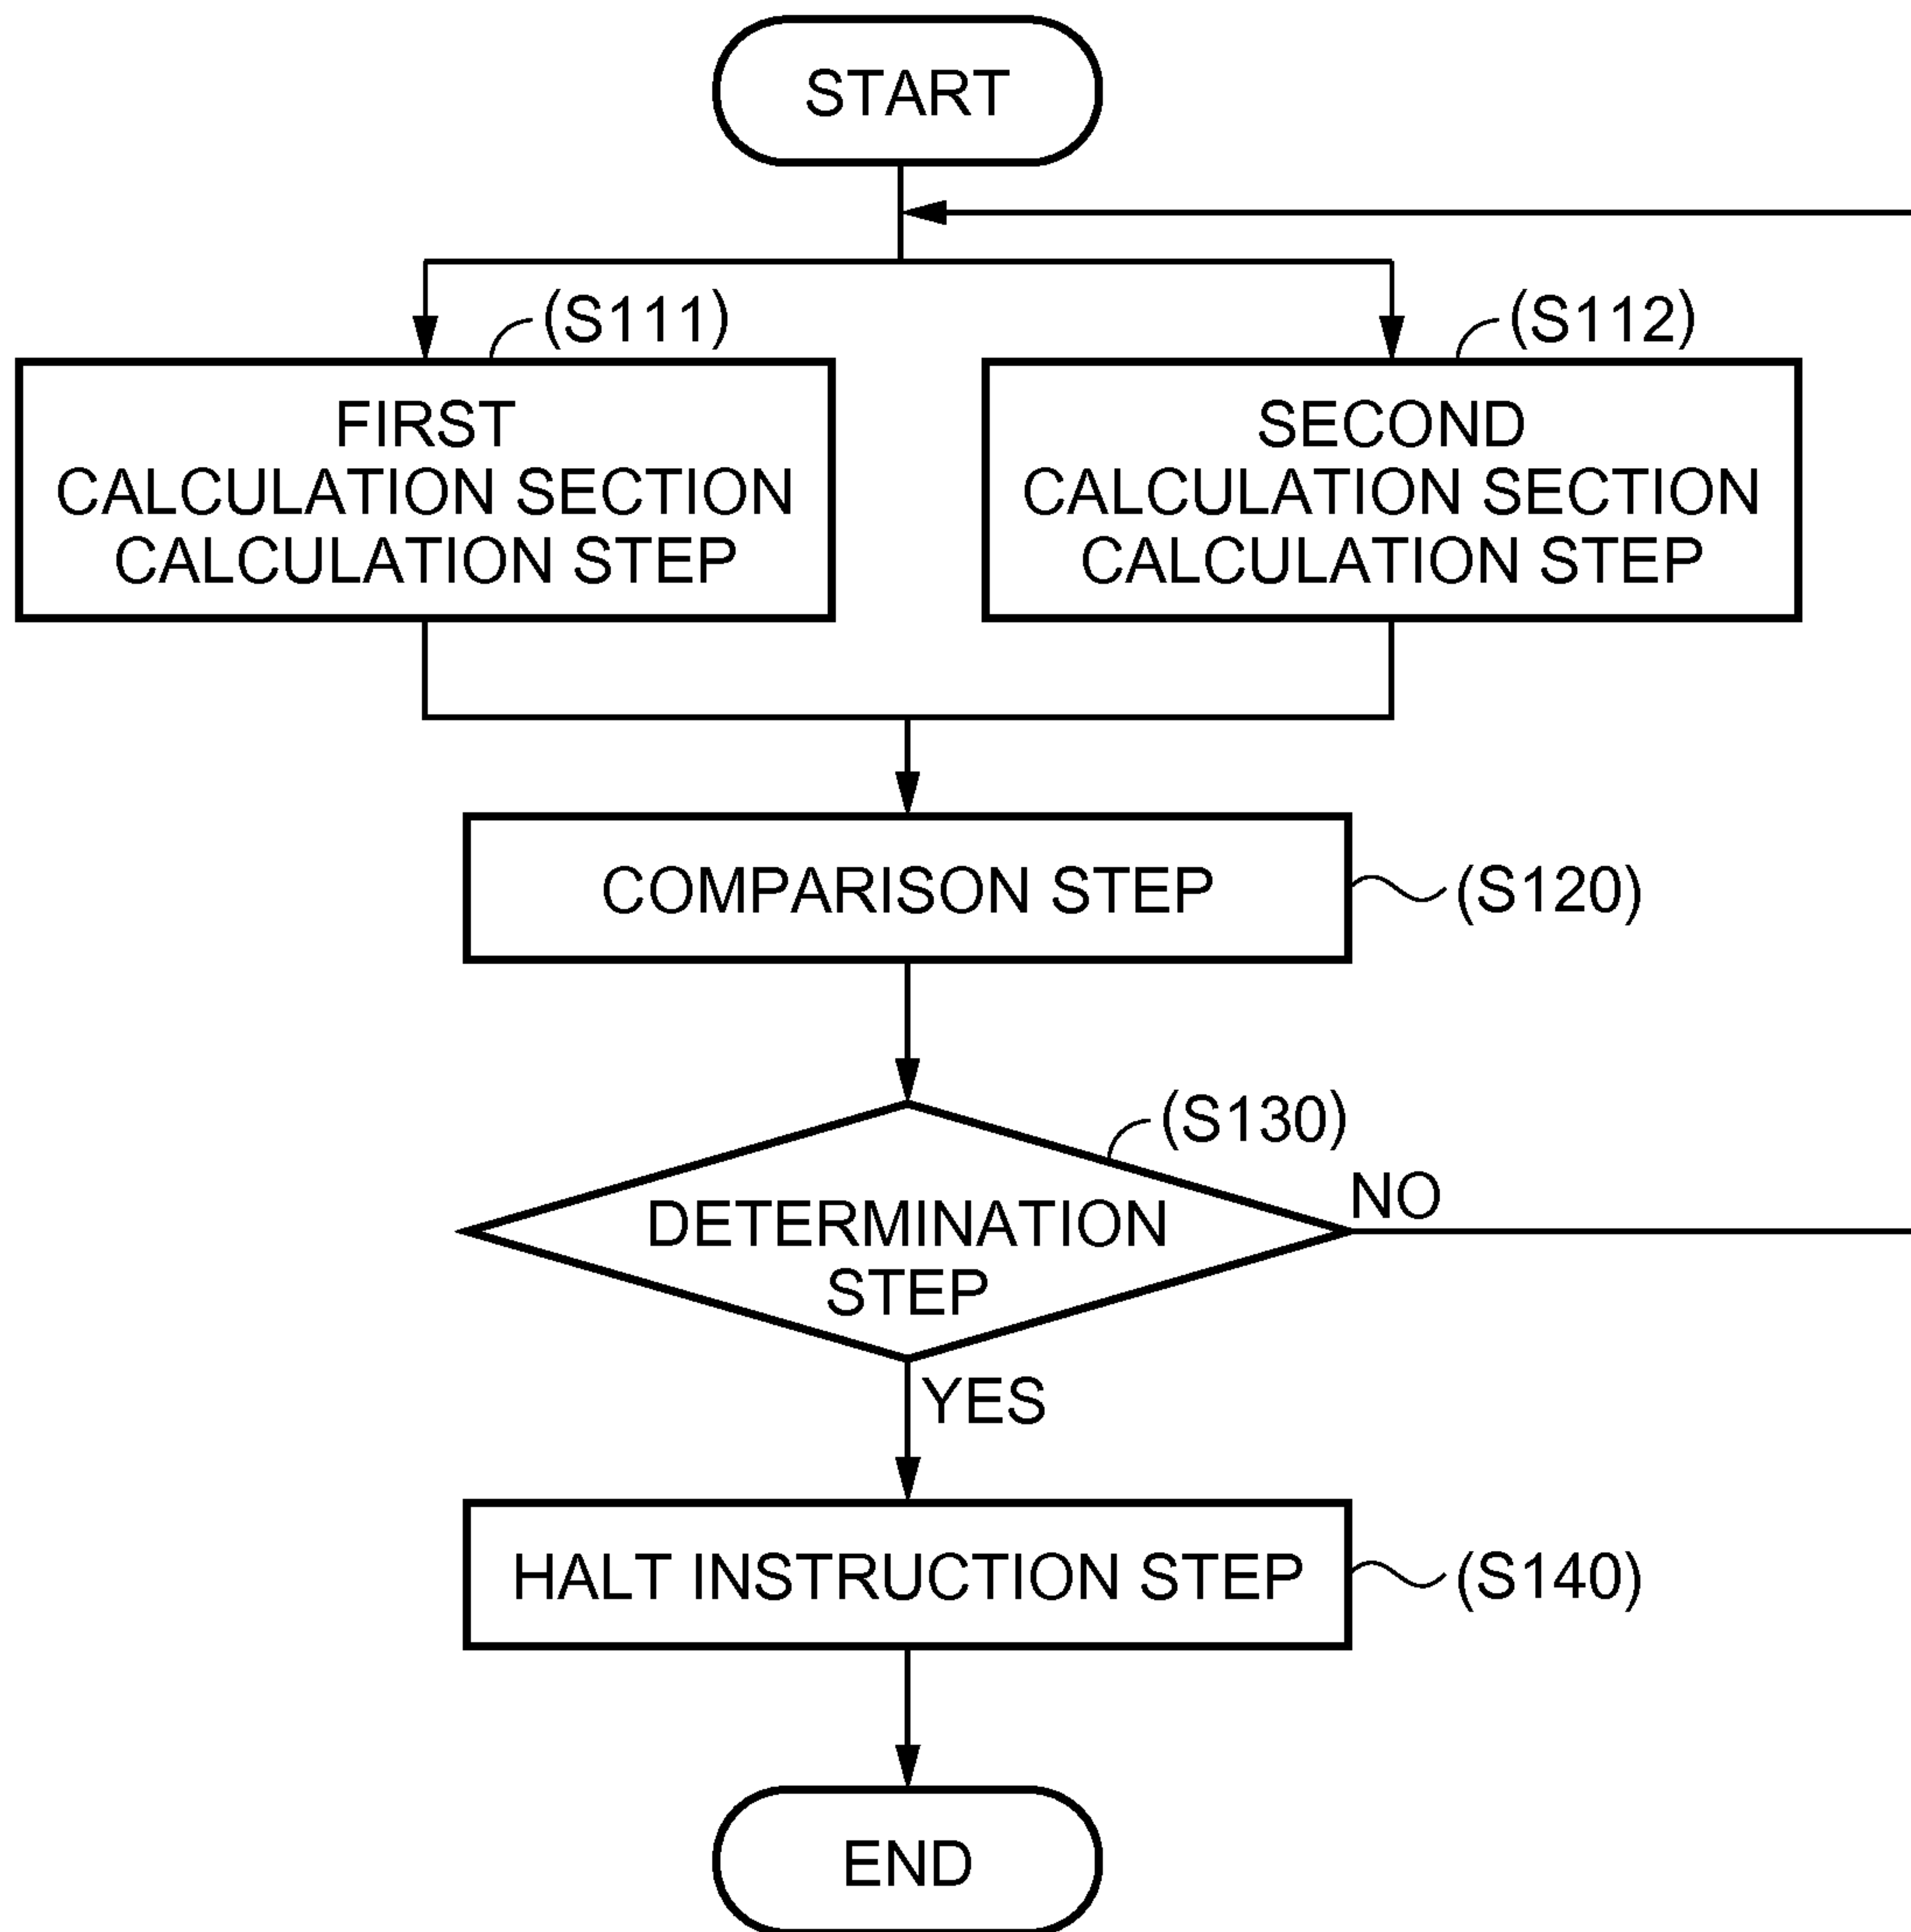 START
(S111)
(S112)
FIRST
CALCULATION SECTION
CALCULATION STEP
SECOND
CALCULATION SECTION
CALCULATION STEP
COMPARISON STEP
(S120)
(S130)
DETERMINATION
STEP
NO
YES
HALT INSTRUCTION STEP
(S140)
END